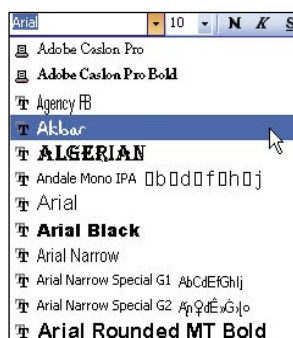 Arial 10 N K S
Adobe Caslon Pro
Adobe Caslon Pro Bold
Agency FB
Akbar
ALGERIAN
Andale Mono IPA
Arial
Arial Black
Arial Narrow
Arial Narrow Special G1 AbCdEfGhIj
Arial Narrow Special G2
Arial Rounded MT Bold